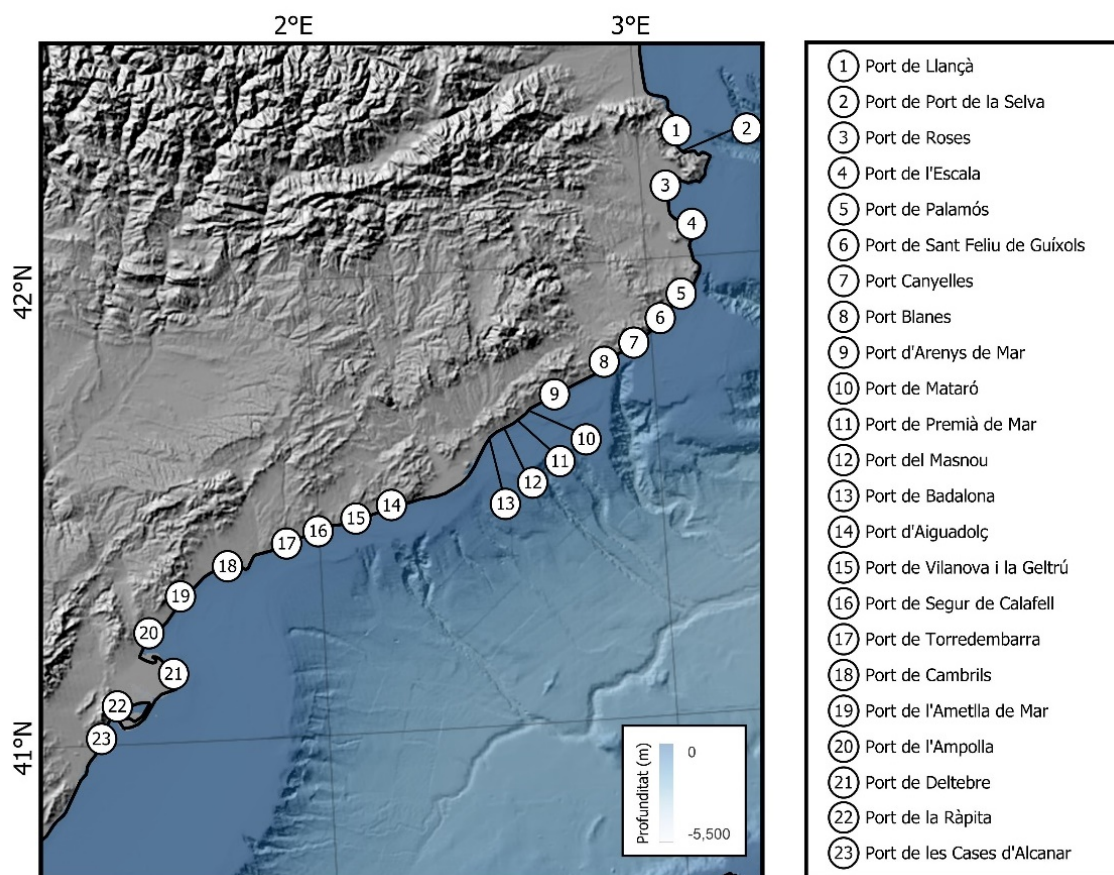 2°E 3°E
42°N
41°N
1
2
3
4
5
6
7
8
9
10
11
12
13
14
15
16
17
18
19
20
21
22
23
Profunditat (m)
0
-5,500
1 Port de Llançà
2 Port de Port de la Selva
3 Port de Roses
4 Port de l'Escala
5 Port de Palamós
6 Port de Sant Feliu de Guíxols
7 Port Canyelles
8 Port Blanes
9 Port d'Arenys de Mar
10 Port de Mataró
11 Port de Premià de Mar
12 Port del Masnou
13 Port de Badalona
14 Port d'Aiguadolç
15 Port de Vilanova i la Geltrú
16 Port de Segur de Calafell
17 Port de Torredembarra
18 Port de Cambrils
19 Port de l'Ametlla de Mar
20 Port de l'Ampolla
21 Port de Deltebre
22 Port de la Ràpita
23 Port de les Cases d'Alcanar